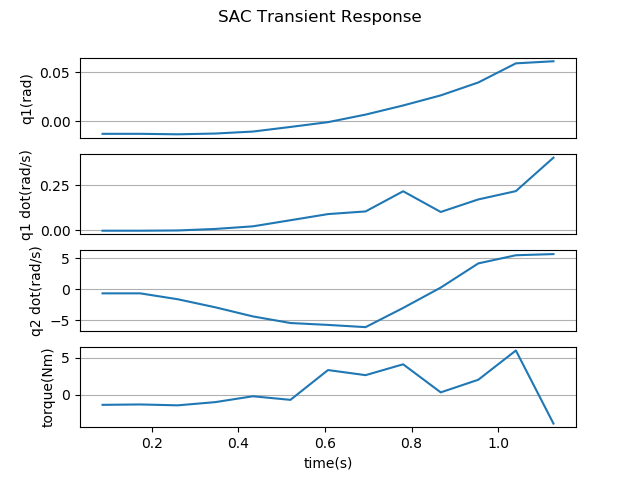 SAC Transient Response
0.05
0.00
q1(rad)
0.25
0.00
q1 dot(rad/s)
5
0
−5
q2 dot(rad/s)
5
0
torque(Nm)
0.2 0.4 0.6 0.8 1.0
time(s)